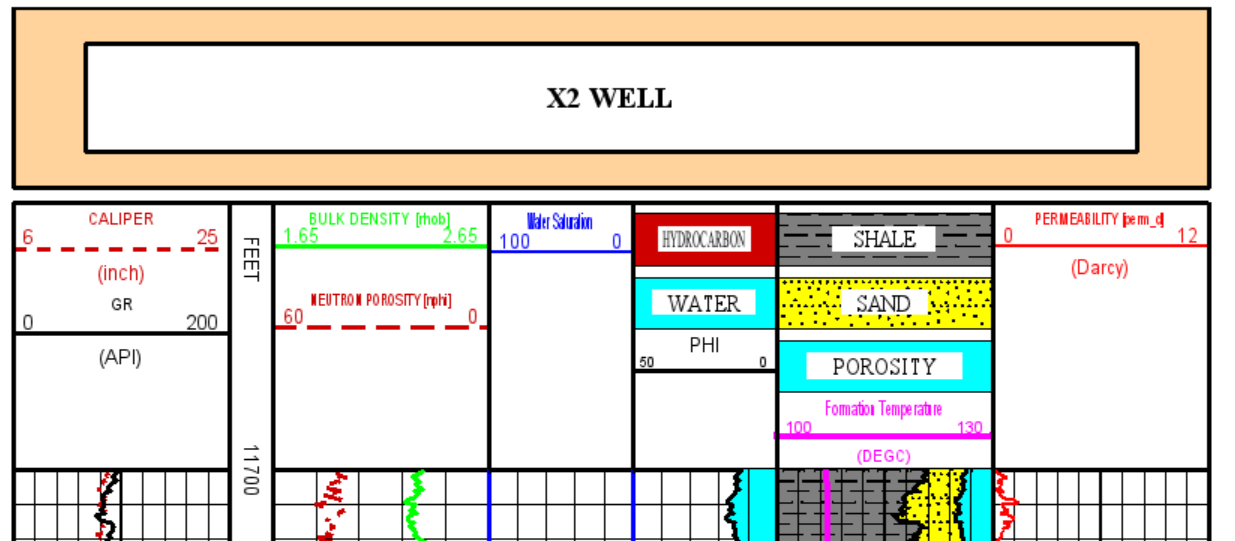 X2 WELL
CALIPER
6 25
(inch)
GR
0 200
(API)
FEET
11700
BULK DENSITY [rhob]
1.65 2.65
NEUTRON POROSITY [nphi]
60 0
Water Saturation
100 0
HYDROCARBON
WATER
PHI
50 0
SHALE
SAND
POROSITY
Formation Temperature
100 130
(DEGC)
PERMEABILITY [perm_d]
0 12
(Darcy)